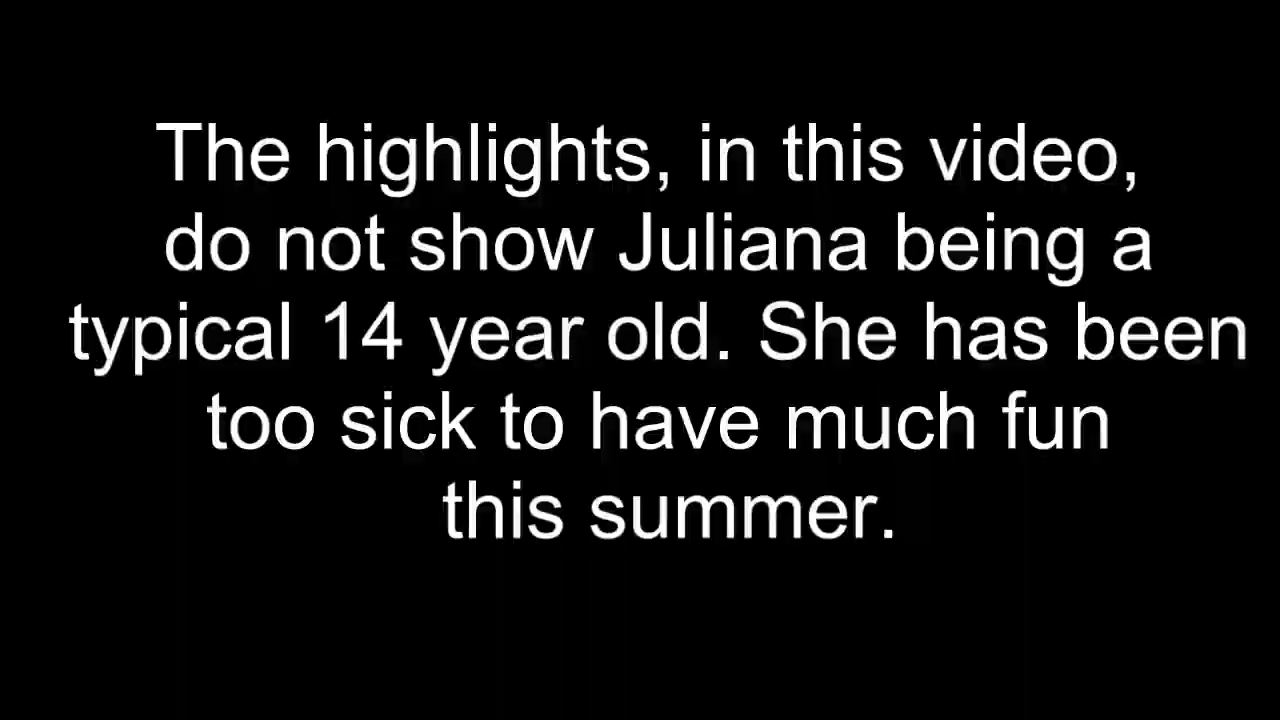 The highlights, in this video,
do not show Juliana being a
typical 14 year old. She has been
too sick to have much fun
this summer.